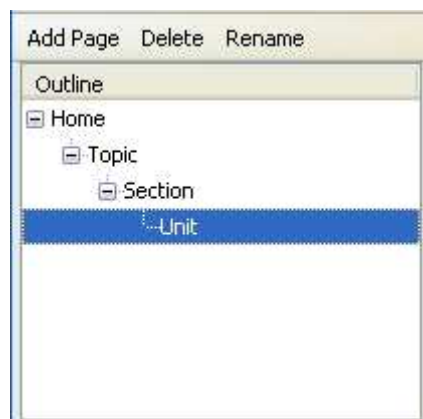 Add Page Delete Rename
Outline
Home
Topic
Section
Unit